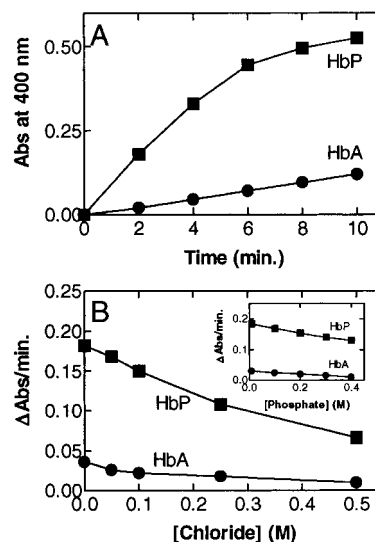 A
Abs at 400 nm
0.50
0.25
0.00
HbP
HbA
0 2 4 6 8 10
Time (min.)
B
ΔAbs/min.
0.25
0.20
0.15
0.10
0.05
0.00
HbP
HbA
0.0 0.1 0.2 0.3 0.4 0.5
[Chloride] (M)
ΔAbs/min.
0.2
0.1
0.0
HbP
HbA
0.0 0.2 0.4
[Phosphate] (M)